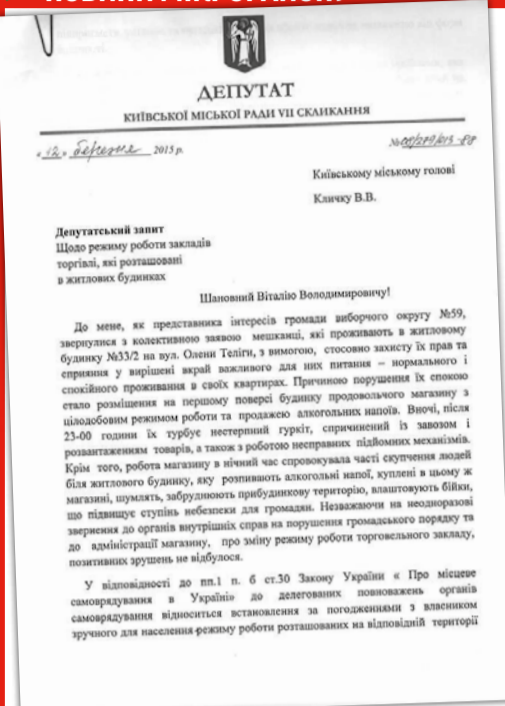 ДЕПУТАТ
КИЇВСЬКОЇ МІСЬКОЇ РАДИ VII СКЛИКАННЯ
«12» березня 2015 р.
Київському міському голові
Кличку В.В.
Депутатський запит
Щодо режиму роботи закладів
торгівлі, які розташовані
в житлових будинках
Шановний Віталію Володимировичу!
До мене, як представника інтересів громади виборчого округу №59,
звернулися з колективною заявою мешканці, які проживають в житловому
будинку №33/2 на вул. Олени Теліги, з вимогою, стосовно захисту їх прав та
сприяння у вирішені вкрай важливого для них питання – нормального і
спокійного проживання в своїх квартирах. Причиною порушення їх спокою
стало розміщення на першому поверсі будинку продовольчого магазину з
цілодобовим режимом роботи та продажею алкогольних напоїв. Вночі, після
23-00 години їх турбує нестерпний гуркіт, спричинений із завозом і
розвантаженням товарів, а також з роботою несправних підйомних механізмів.
Крім того, робота магазину в нічний час спровокувала часті скупчення людей
біля житлового будинку, які розпивають алкогольні напої, куплені в цьому ж
магазині, шумлять, забруднюють прибудинкову територію, влаштовують бійки,
що підвищує ступінь небезпеки для громадян. Незважаючи на неодноразові
звернення до органів внутрішніх справ на порушення громадського порядку та
до адміністрації магазину, про зміну режиму роботи торговельного закладу,
позитивних зрушень не відбулося.
У відповідності до пп.1 п. б ст.30 Закону України « Про місцеве
самоврядування в Україні» до делегованих повноважень органів
самоврядування відноситься встановлення за погодженнями з власником
зручного для населення режиму роботи розташованих на відповідній території